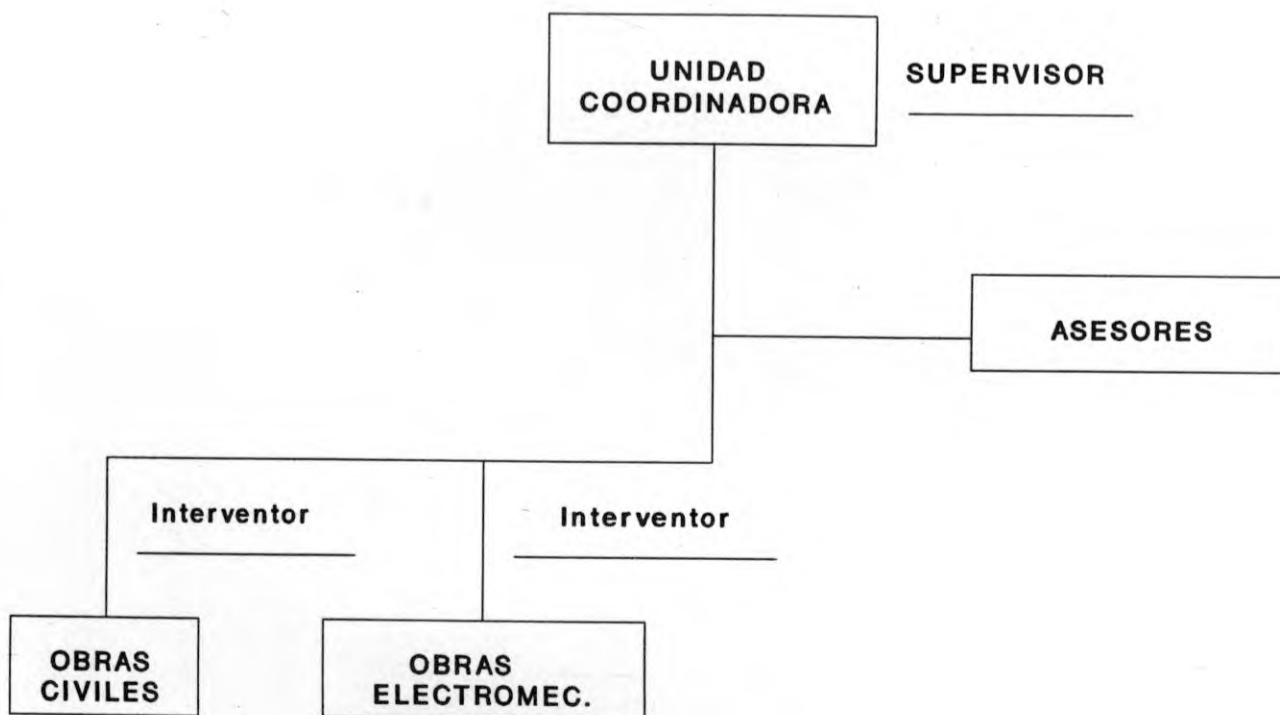 UNIDAD
COORDINADORA
SUPERVISOR
ASESORES
Interventor
Interventor
OBRAS
CIVILES
OBRAS
ELECTROMEC.